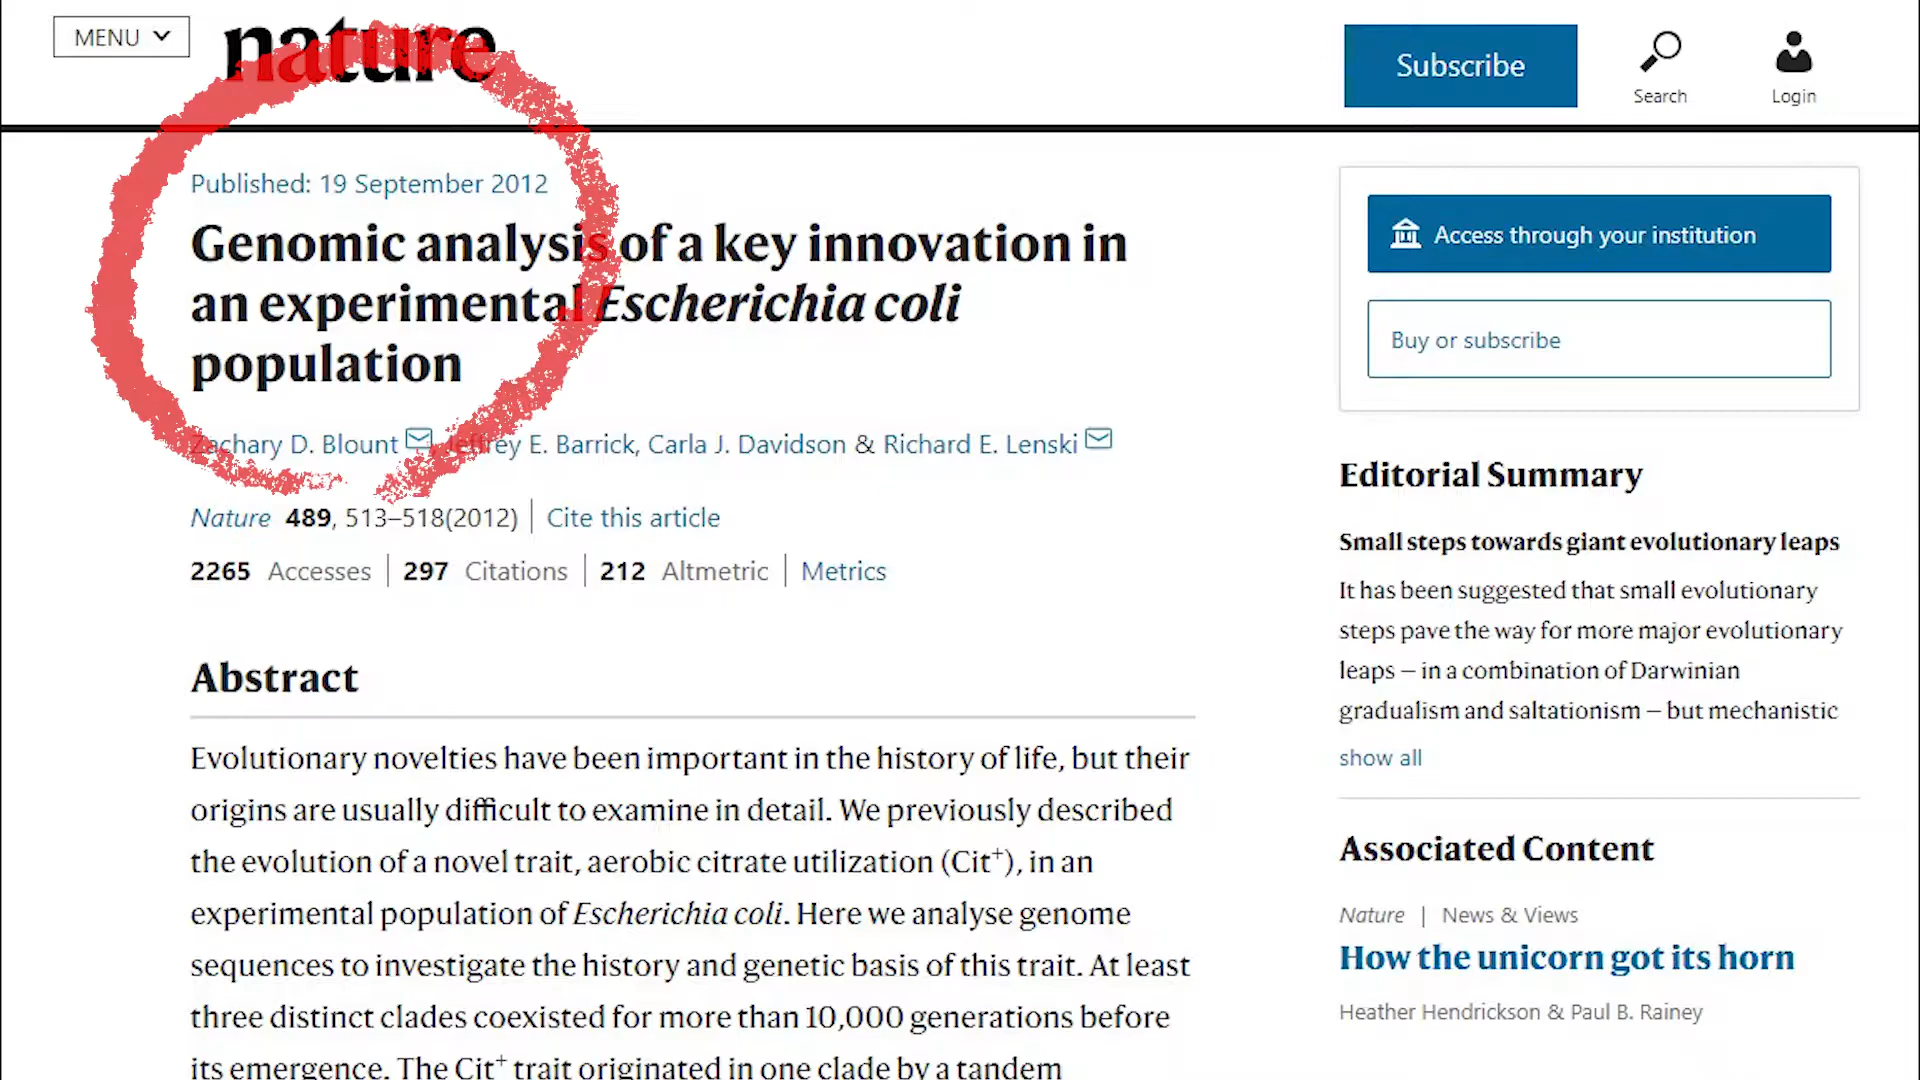 MENU
nature
Subscribe
Search
Login
Published: 19 September 2012
Genomic analysis of a key innovation in
an experimental Escherichia coli
population
Zachary D. Blount, Jeffrey E. Barrick, Carla J. Davidson & Richard E. Lenski
Nature 489, 513–518(2012) | Cite this article
2265 Accesses | 297 Citations | 212 Altmetric | Metrics
Abstract
Evolutionary novelties have been important in the history of life, but their
origins are usually difficult to examine in detail. We previously described
the evolution of a novel trait, aerobic citrate utilization (Cit⁺), in an
experimental population of Escherichia coli. Here we analyse genome
sequences to investigate the history and genetic basis of this trait. At least
three distinct clades coexisted for more than 10,000 generations before
its emergence. The Cit⁺ trait originated in one clade by a tandem
Access through your institution
Buy or subscribe
Editorial Summary
Small steps towards giant evolutionary leaps
It has been suggested that small evolutionary
steps pave the way for more major evolutionary
leaps – in a combination of Darwinian
gradualism and saltationism – but mechanistic
show all
Associated Content
Nature | News & Views
How the unicorn got its horn
Heather Hendrickson & Paul B. Rainey